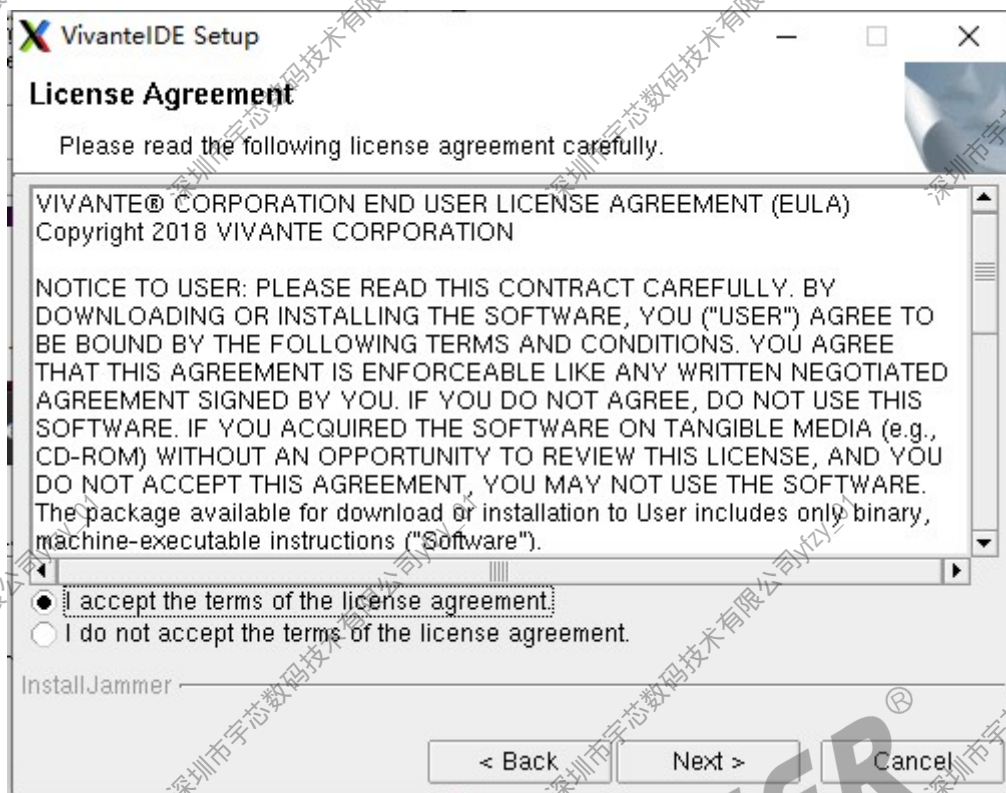 VivanteIDE Setup
License Agreement
Please read the following license agreement carefully.
VIVANTE® CORPORATION END USER LICENSE AGREEMENT (EULA)
Copyright 2018 VIVANTE CORPORATION
NOTICE TO USER: PLEASE READ THIS CONTRACT CAREFULLY. BY
DOWNLOADING OR INSTALLING THE SOFTWARE, YOU ("USER") AGREE TO
BE BOUND BY THE FOLLOWING TERMS AND CONDITIONS. YOU AGREE
THAT THIS AGREEMENT IS ENFORCEABLE LIKE ANY WRITTEN NEGOTIATED
AGREEMENT SIGNED BY YOU. IF YOU DO NOT AGREE, DO NOT USE THIS
SOFTWARE. IF YOU ACQUIRED THE SOFTWARE ON TANGIBLE MEDIA (e.g.,
CD-ROM) WITHOUT AN OPPORTUNITY TO REVIEW THIS LICENSE, AND YOU
DO NOT ACCEPT THIS AGREEMENT, YOU MAY NOT USE THE SOFTWARE.
The package available for download or installation to User includes only binary,
machine-executable instructions ("Software").
I accept the terms of the license agreement.
I do not accept the terms of the license agreement.
InstallJammer
< Back
Next >
Cancel
深圳市宇芯数码技术有限公司yfzy_01